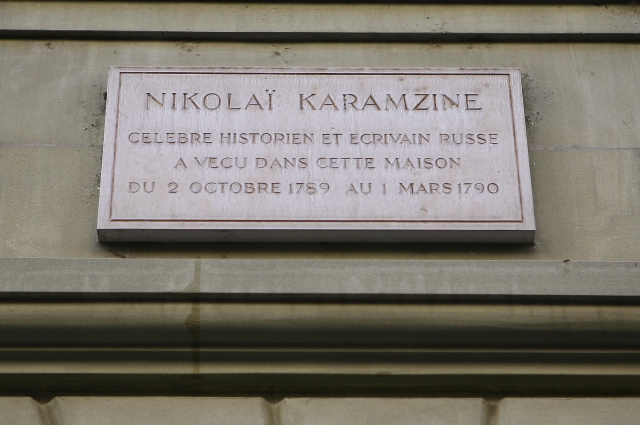 NIKOLAÏ KARAMZINE
CELEBRE HISTORIEN ET ECRIVAIN RUSSE
A VECU DANS CETTE MAISON
DU 2 OCTOBRE 1789 AU 1 MARS 1790